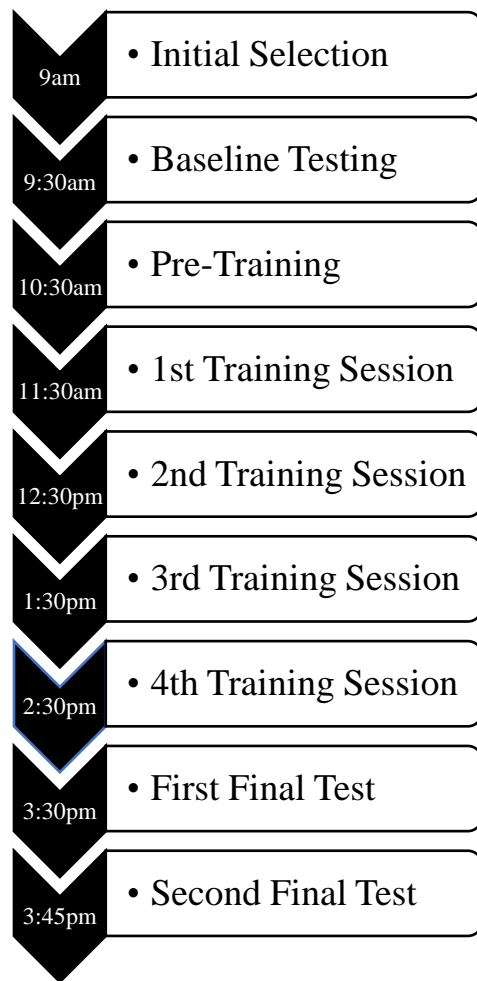 9am
• Initial Selection
9:30am
• Baseline Testing
10:30am
• Pre-Training
11:30am
• 1st Training Session
12:30pm
• 2nd Training Session
1:30pm
• 3rd Training Session
2:30pm
• 4th Training Session
3:30pm
• First Final Test
3:45pm
• Second Final Test